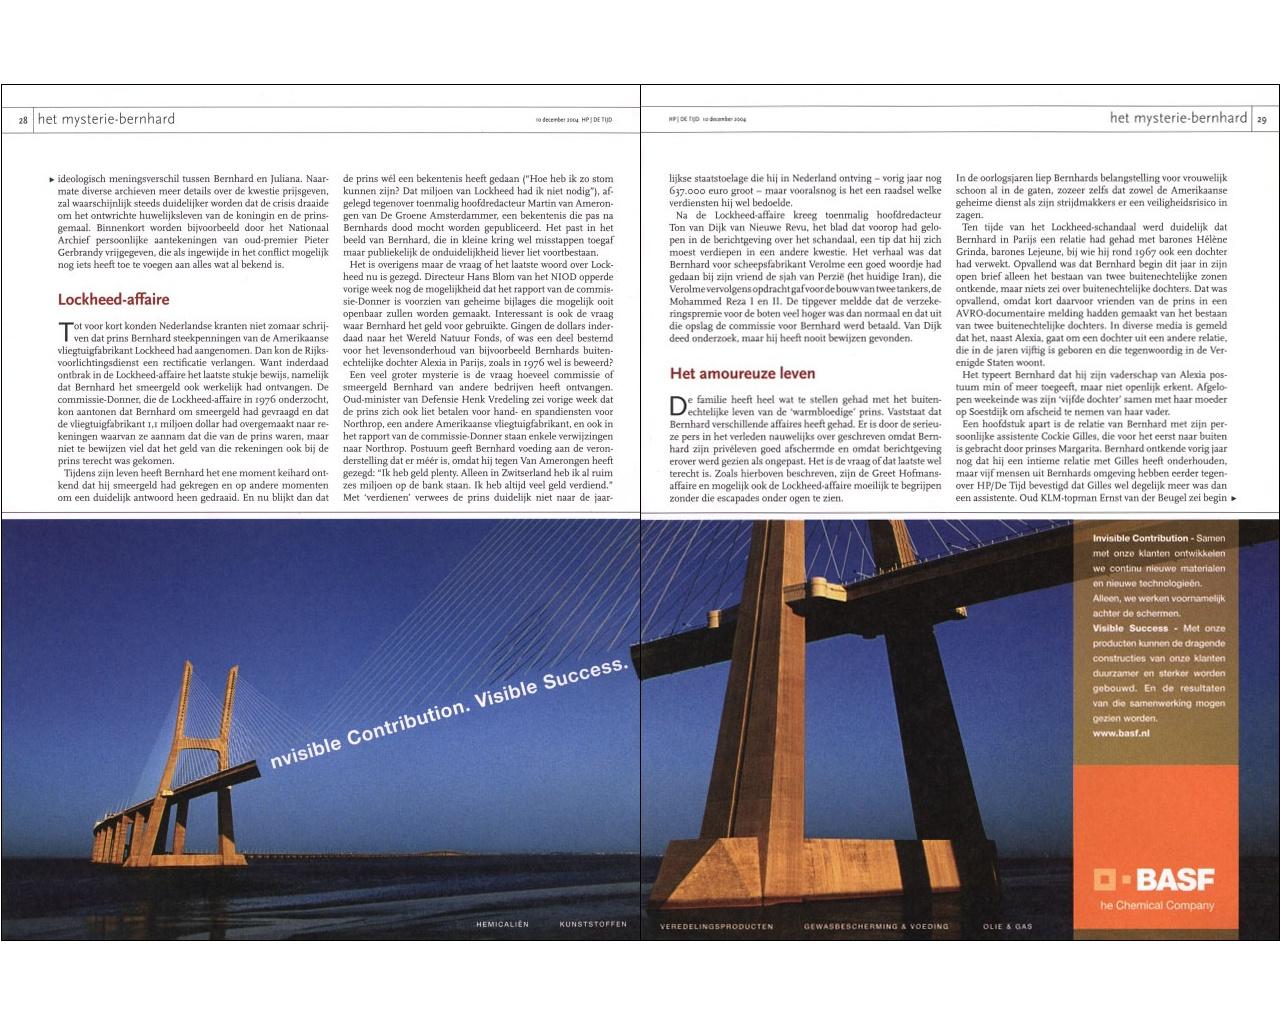 28 het mysterie-bernhard
10 december 2004 HP|DE TIJD
ideologisch meningsverschil tussen Bernhard en Juliana. Naar-
mate diverse archieven meer details over de kwestie prijsgeven,
zal waarschijnlijk steeds duidelijker worden dat de crisis draaide
om het ontwrichte huwelijksleven van de koningin en de prins-
gemaal. Binnenkort worden bijvoorbeeld door het Nationaal
Archief persoonlijke aantekeningen van oud-premier Pieter
Gerbrandy vrijgegeven, die als ingewijde in het conflict mogelijk
nog iets heeft toe te voegen aan alles wat al bekend is.
Lockheed-affaire
Tot voor kort konden Nederlandse kranten niet zomaar schrij-
ven dat prins Bernhard steekpenningen van de Amerikaanse
vliegtuigfabrikant Lockheed had aangenomen. Dan kon de Rijks-
voorlichtingsdienst een rectificatie verlangen. Want inderdaad
ontbrak in de Lockheed-affaire het laatste stukje bewijs, namelijk
dat Bernhard het smeergeld ook werkelijk had ontvangen. De
commissie-Donner, die de Lockheed-affaire in 1976 onderzocht,
kon aantonen dat Bernhard om smeergeld had gevraagd en dat
de vliegtuigfabrikant 1,1 miljoen dollar had overgemaakt naar re-
keningen waarvan ze aannam dat die van de prins waren, maar
niet te bewijzen viel dat het geld van die rekeningen ook bij de
prins terecht was gekomen.
Tijdens zijn leven heeft Bernhard het ene moment keihard ont-
kend dat hij smeergeld had gekregen en op andere momenten
om een duidelijk antwoord heen gedraaid. En nu blijkt dan dat
de prins wél een bekentenis heeft gedaan ("Hoe heb ik zo stom
kunnen zijn? Dat miljoen van Lockheed had ik niet nodig"), af-
gelegd tegenover toenmalig hoofdredacteur Martin van Ameron-
gen van De Groene Amsterdammer, een bekentenis die pas na
Bernhards dood mocht worden gepubliceerd. Het past in het
beeld van Bernhard, die in kleine kring wel misstappen toegaf
maar publiekelijk de onduidelijkheid liever liet voortbestaan.
Het is overigens maar de vraag of het laatste woord over Lock-
heed nu is gezegd. Directeur Hans Blom van het NIOD opperde
vorige week nog de mogelijkheid dat het rapport van de commis-
sie-Donner is voorzien van geheime bijlages die mogelijk ooit
openbaar zullen worden gemaakt. Interessant is ook de vraag
waar Bernhard het geld voor gebruikte. Gingen de dollars inder-
daad naar het Wereld Natuur Fonds, of was een deel bestemd
voor het levensonderhoud van bijvoorbeeld Bernhards buiten-
echtelijke dochter Alexia in Parijs, zoals in 1976 wel is beweerd?
Een veel groter mysterie is de vraag hoeveel commissie of
smeergeld Bernhard van andere bedrijven heeft ontvangen.
Oud-minister van Defensie Henk Vredeling zei vorige week dat
de prins zich ook liet betalen voor hand- en spandiensten voor
Northrop, een andere Amerikaanse vliegtuigfabrikant, en ook in
het rapport van de commissie-Donner staan enkele verwijzingen
naar Northrop. Postuum geeft Bernhard voeding aan de veron-
derstelling dat er méér is, omdat hij tegen Van Amerongen heeft
gezegd: "Ik heb geld plenty. Alleen in Zwitserland heb ik al ruim
zes miljoen op de bank staan. Ik heb altijd veel geld verdiend."
Met 'verdienen' verwees de prins duidelijk niet naar de jaar-
HP|DE TIJD 10 december 2004
het mysterie-bernhard 29
lijkse staatstoelage die hij in Nederland ontving – vorig jaar nog
637.000 euro groot – maar vooralsnog is het een raadsel welke
verdiensten hij wel bedoelde.
Na de Lockheed-affaire kreeg toenmalig hoofdredacteur
Ton van Dijk van Nieuwe Revu, het blad dat voorop had gelo-
pen in de berichtgeving over het schandaal, een tip dat hij zich
moest verdiepen in een andere kwestie. Het verhaal was dat
Bernhard voor scheepsfabrikant Verolme een goed woordje had
gedaan bij zijn vriend de sjah van Perzië (het huidige Iran), die
Verolme vervolgens opdracht gaf voor de bouw van twee tankers, de
Mohammed Reza I en II. De tipgever meldde dat de verzeke-
ringspremie voor de boten veel hoger was dan normaal en dat uit
die opslag de commissie voor Bernhard werd betaald. Van Dijk
deed onderzoek, maar hij heeft nooit bewijzen gevonden.
Het amoureuze leven
De familie heeft heel wat te stellen gehad met het buiten-
echtelijke leven van de 'warmbloedige' prins. Vaststaat dat
Bernhard verschillende affaires heeft gehad. Er is door de serieu-
ze pers in het verleden nauwelijks over geschreven omdat Bern-
hard zijn privéleven goed afschermde en omdat berichtgeving
erover werd gezien als ongepast. Het is de vraag of dat laatste wel
terecht is. Zoals hierboven beschreven, zijn de Greet Hofmans-
affaire en mogelijk ook de Lockheed-affaire moeilijk te begrijpen
zonder die escapades onder ogen te zien.
In de oorlogsjaren liep Bernhards belangstelling voor vrouwelijk
schoon al in de gaten, zozeer zelfs dat zowel de Amerikaanse
geheime dienst als zijn strijdmakkers er een veiligheidsrisico in
zagen.
Ten tijde van het Lockheed-schandaal werd duidelijk dat
Bernhard in Parijs een relatie had gehad met barones Hélène
Grinda, barones Lejeune, bij wie hij rond 1967 ook een dochter
had verwekt. Opvallend was dat Bernhard begin dit jaar in zijn
open brief alleen het bestaan van twee buitenechtelijke zonen
ontkende, maar niets zei over buitenechtelijke dochters. Dat was
opvallend, omdat kort daarvoor vrienden van de prins in een
AVRO-documentaire melding hadden gemaakt van het bestaan
van twee buitenechtelijke dochters. In diverse media is gemeld
dat het, naast Alexia, gaat om een dochter uit een andere relatie,
die in de jaren vijftig is geboren en die tegenwoordig in de Ver-
enigde Staten woont.
Het typeert Bernhard dat hij zijn vaderschap van Alexia pos-
tuum min of meer toegeeft, maar niet openlijk erkent. Afgelo-
pen weekeinde was zijn 'vijfde dochter' samen met haar moeder
op Soestdijk om afscheid te nemen van haar vader.
Een hoofdstuk apart is de relatie van Bernhard met zijn per-
soonlijke assistente Cockie Gilles, die voor het eerst naar buiten
is gebracht door prinses Margarita. Bernhard ontkende vorig jaar
nog dat hij een intieme relatie met Gilles heeft onderhouden,
maar vijf mensen uit Bernhards omgeving hebben eerder tegen-
over HP/De Tijd bevestigd dat Gilles wel degelijk meer was dan
een assistente. Oud KLM-topman Ernst van der Beugel zei begin
nvisible Contribution. Visible Success.
Invisible Contribution - Samen
met onze klanten ontwikkelen
we continu nieuwe materialen
en nieuwe technologieën.
Alleen, we werken voornamelijk
achter de schermen.
Visible Success - Met onze
producten kunnen de dragende
constructies van onze klanten
duurzamer en sterker worden
gebouwd. En de resultaten
van die samenwerking mogen
gezien worden.
www.basf.nl
BASF
he Chemical Company
HEMICALIËN KUNSTSTOFFEN VEREDELINGSPRODUCTEN GEWASBESCHERMING & VOEDING OLIE & GAS